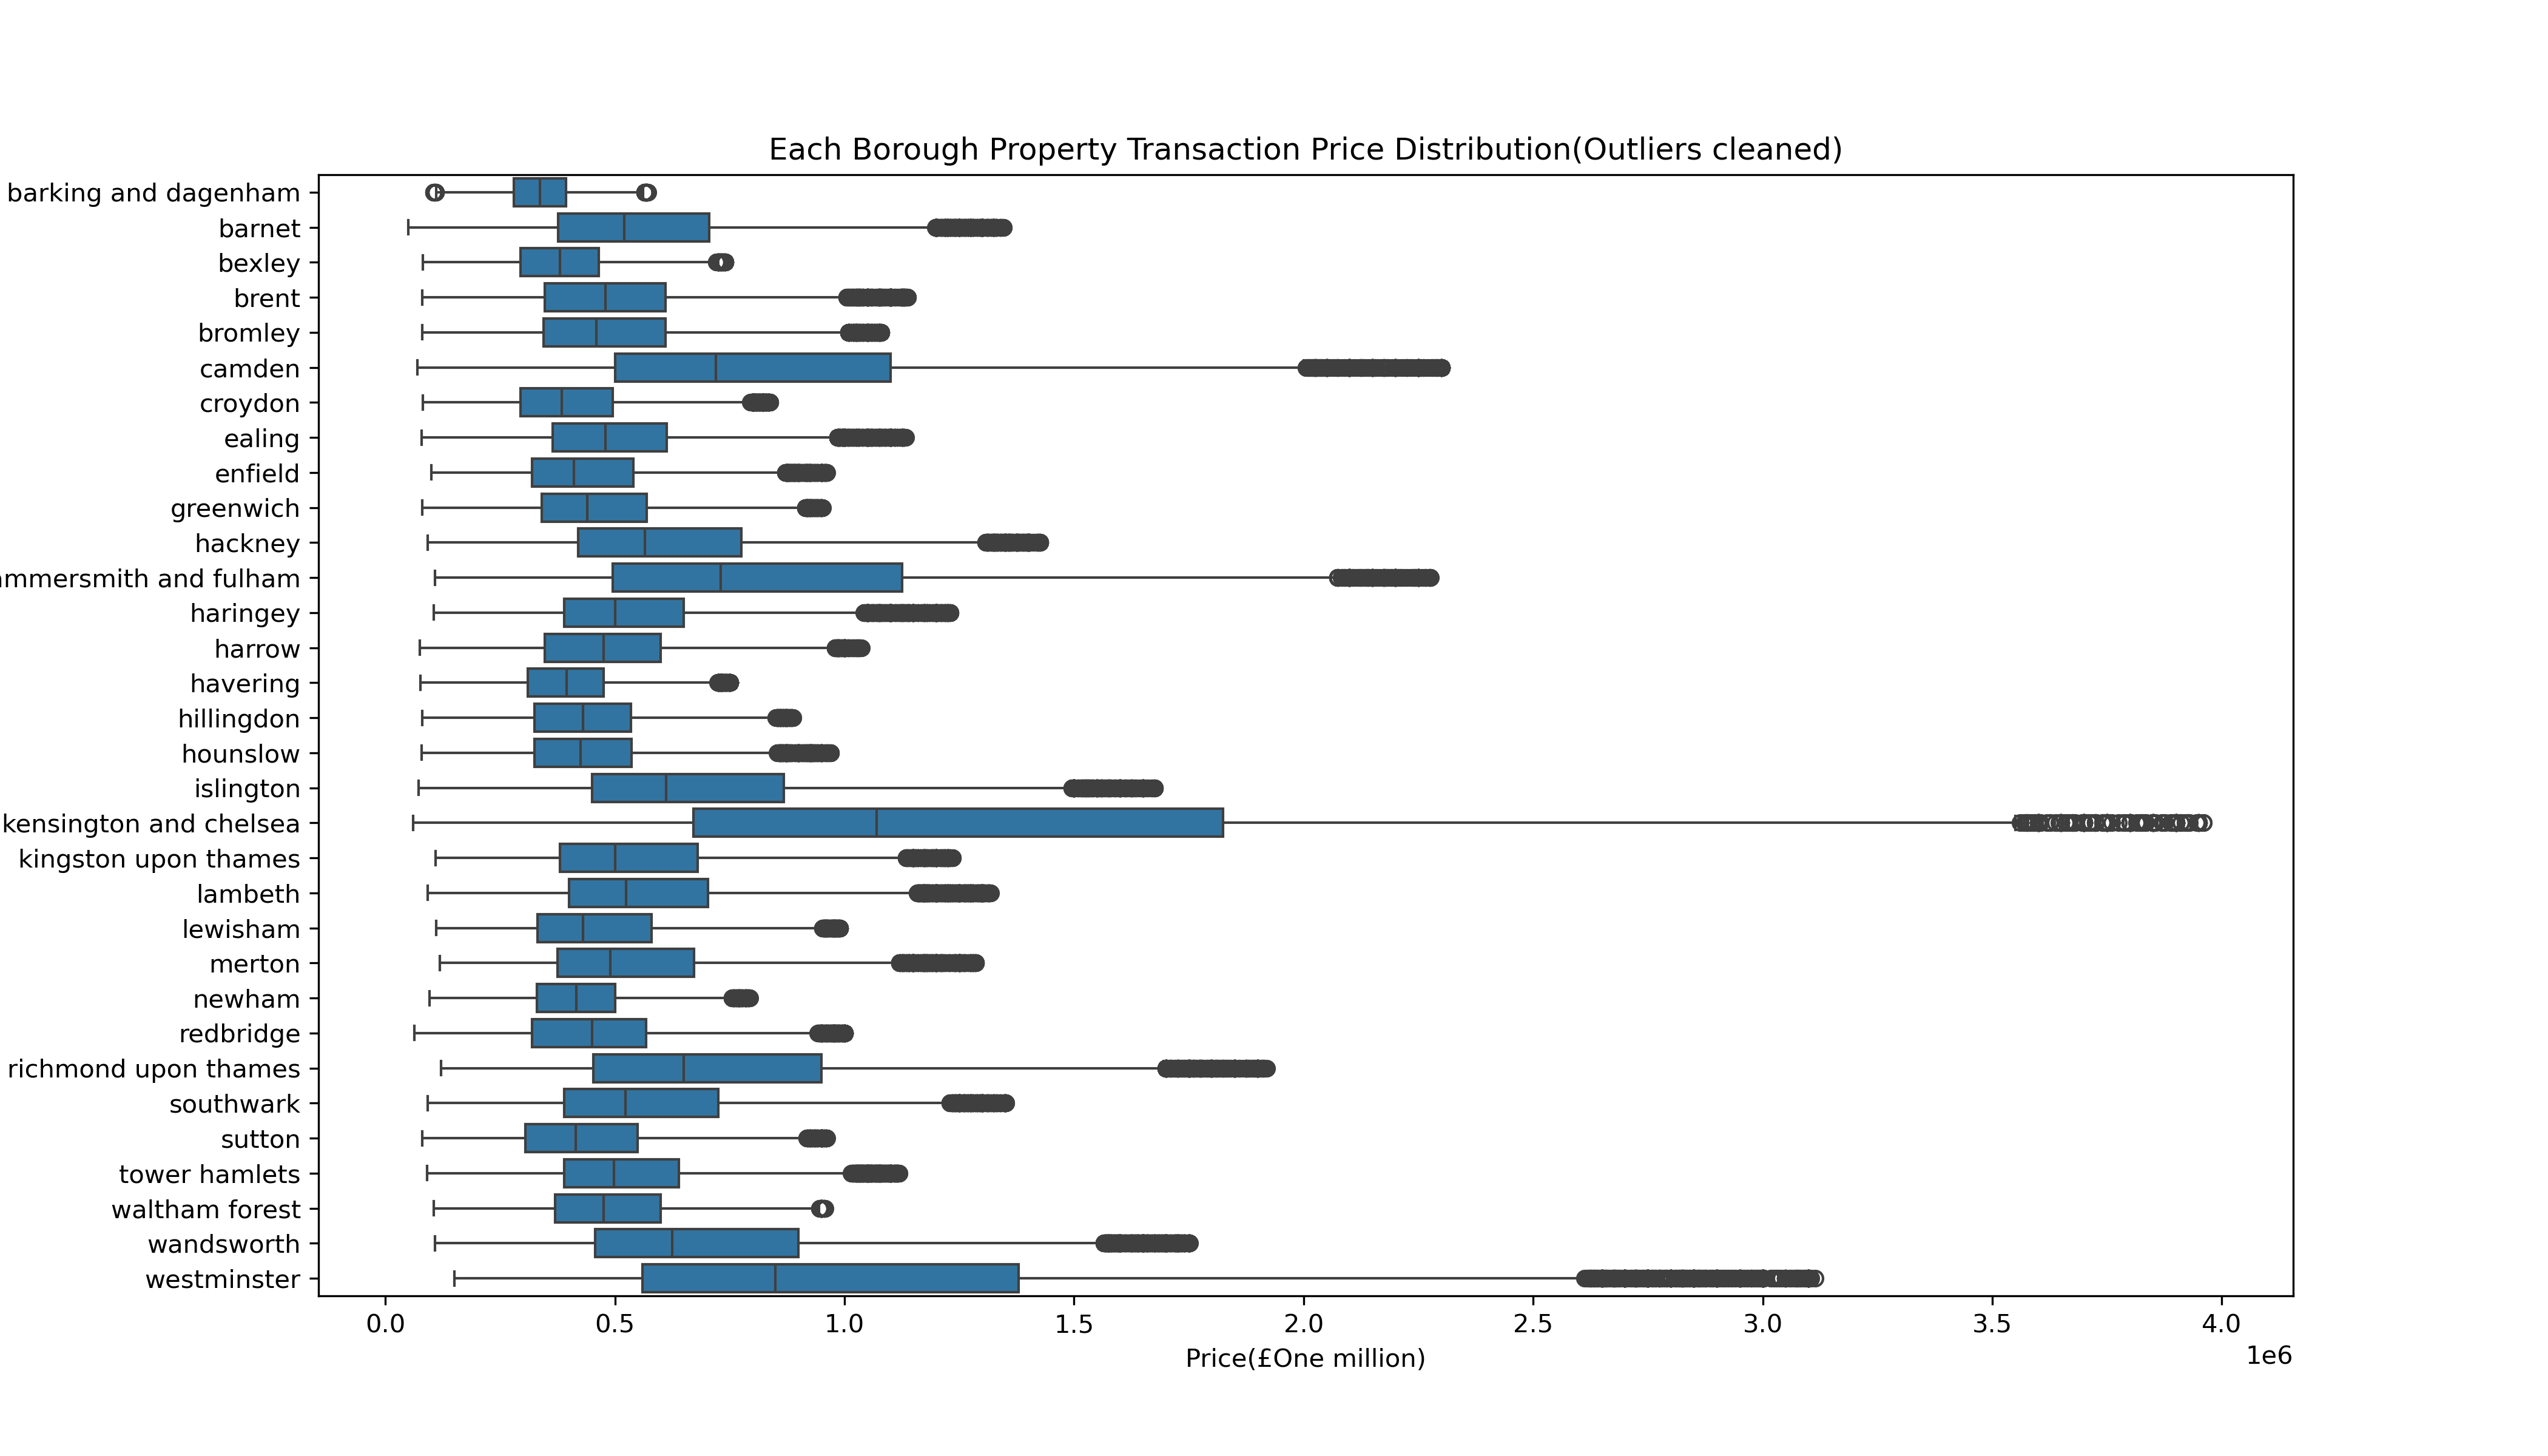 Each Borough Property Transaction Price Distribution(Outliers cleaned)
barking and dagenham
barnet
bexley
brent
bromley
camden
croydon
ealing
enfield
greenwich
hackney
mmersmith and fulham
haringey
harrow
havering
hillingdon
hounslow
islington
kensington and chelsea
kingston upon thames
lambeth
lewisham
merton
newham
redbridge
richmond upon thames
southwark
sutton
tower hamlets
waltham forest
wandsworth
westminster
0.0 0.5 1.0 1.5 2.0 2.5 3.0 3.5 4.0
Price(£One million)
1e6